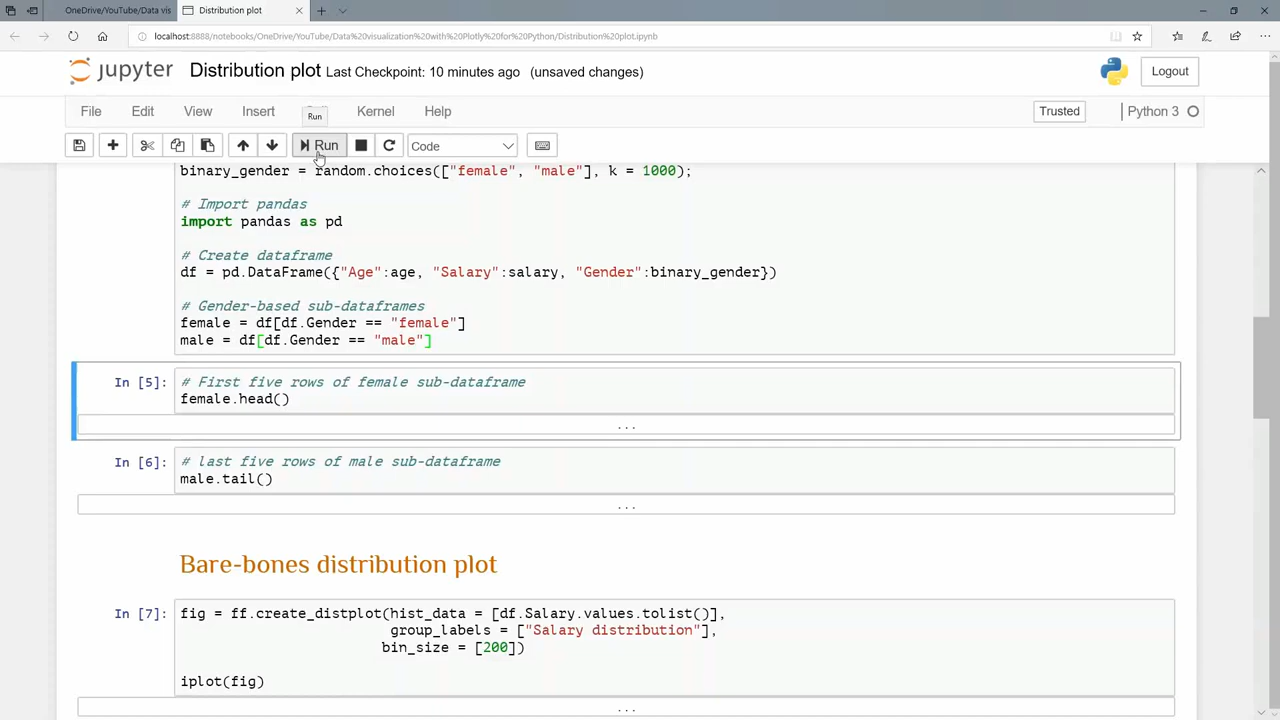 OneDrive/YouTube/Data vis
Distribution plot
localhost:8888/notebooks/OneDrive/YouTube/Data%20visualization%20with%20Plotly%20for%20Python/Distribution%20plot.ipynb
jupyter Distribution plot Last Checkpoint: 10 minutes ago (unsaved changes)
Logout
File Edit View Insert Kernel Help
Run
Trusted
Python 3
Run
Code
binary_gender = random.choices(["female", "male"], k = 1000);
# Import pandas
import pandas as pd
# Create dataframe
df = pd.DataFrame({"Age":age, "Salary":salary, "Gender":binary_gender})
# Gender-based sub-dataframes
female = df[df.Gender == "female"]
male = df[df.Gender == "male"]
In [5]:
# First five rows of female sub-dataframe
female.head()
...
In [6]:
# last five rows of male sub-dataframe
male.tail()
...
Bare-bones distribution plot
In [7]:
fig = ff.create_distplot(hist_data = [df.Salary.values.tolist()],
group_labels = ["Salary distribution"],
bin_size = [200])
iplot(fig)
...